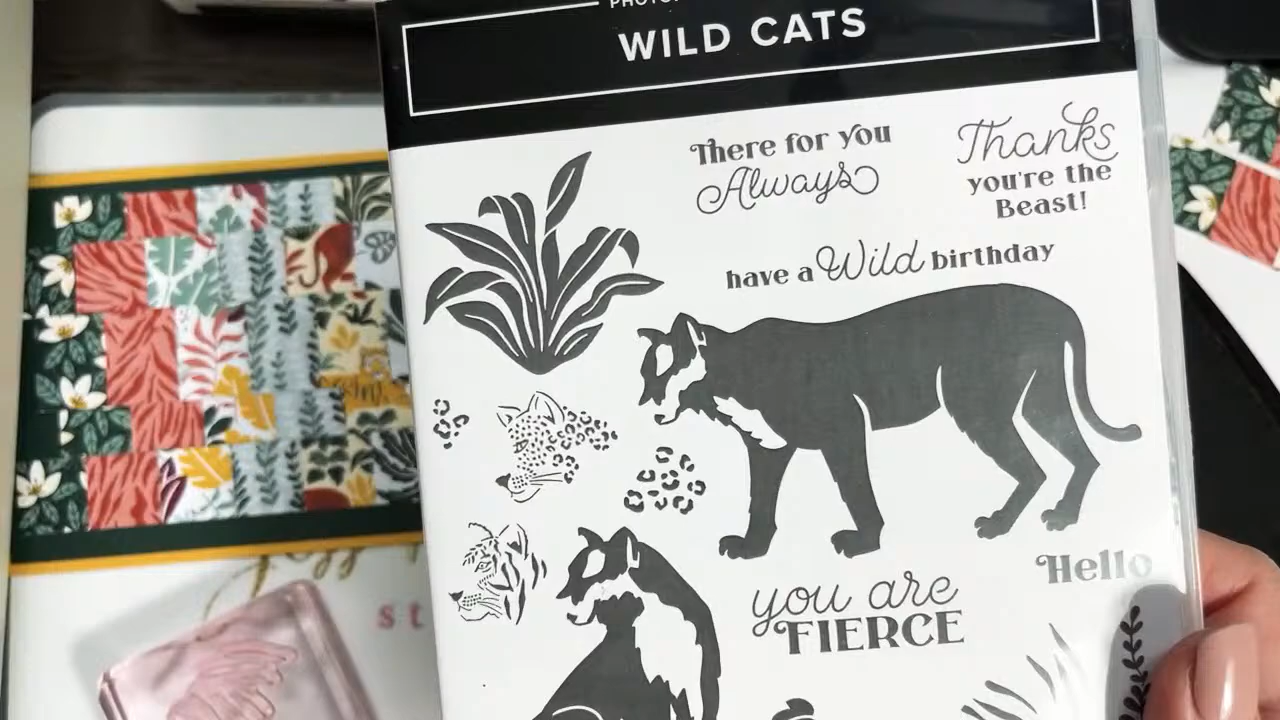 WILD CATS
There for you
Always
Thanks
you're the
Beast!
have a Wild birthday
Hello
you are
FIERCE